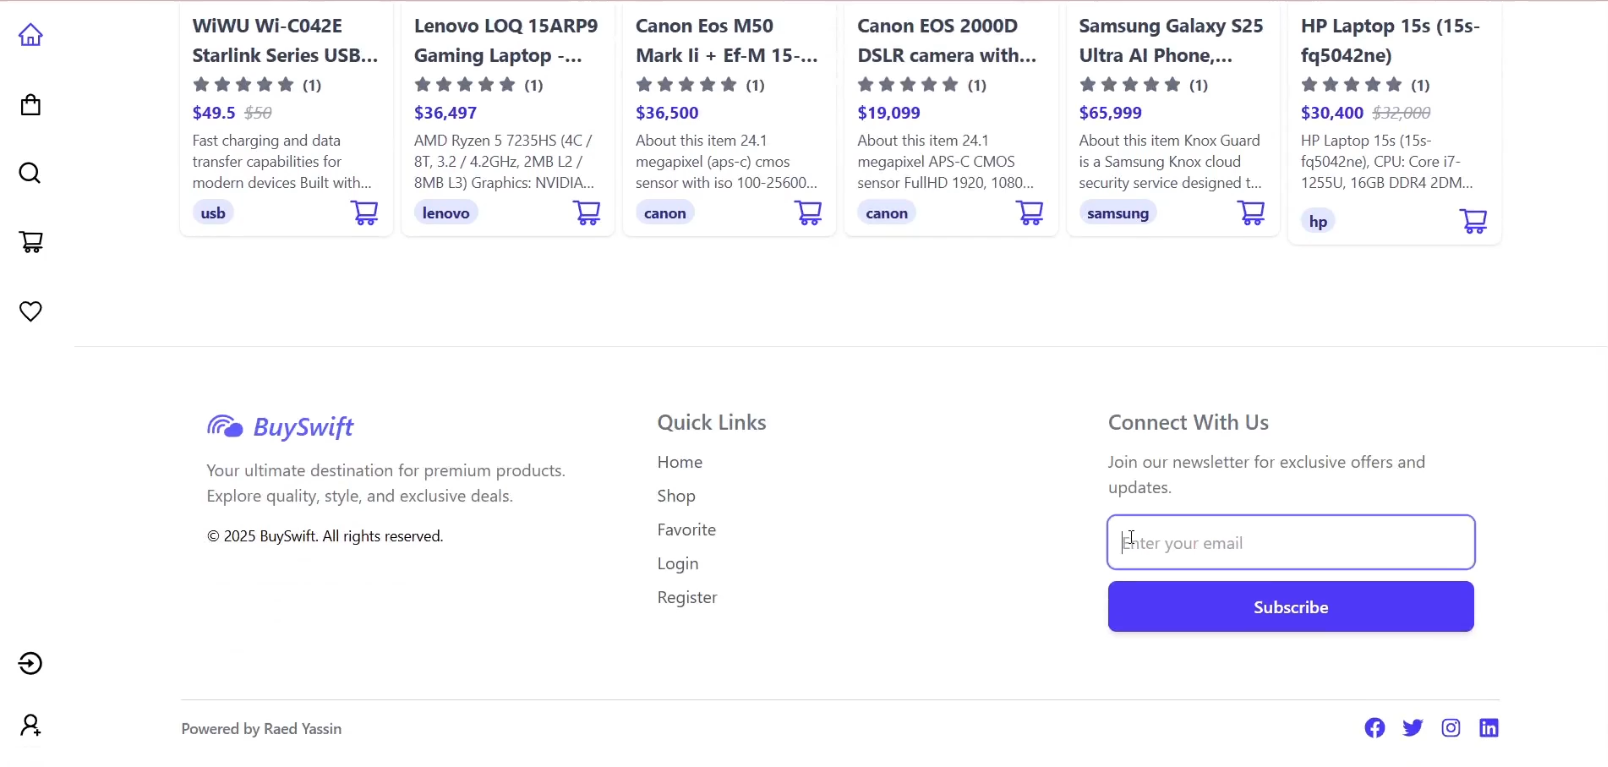 WiWU Wi-C042E
Starlink Series USB...
(1)
$49.5 $50
Fast charging and data
transfer capabilities for
modern devices Built with...
usb
Lenovo LOQ 15ARP9
Gaming Laptop -...
(1)
$36,497
AMD Ryzen 5 7235HS (4C /
8T, 3.2 / 4.2GHz, 2MB L2 /
8MB L3) Graphics: NVIDIA...
lenovo
Canon Eos M50
Mark Ii + Ef-M 15-...
(1)
$36,500
About this item 24.1
megapixel (aps-c) cmos
sensor with iso 100-25600...
canon
Canon EOS 2000D
DSLR camera with...
(1)
$19,099
About this item 24.1
megapixel APS-C CMOS
sensor FullHD 1920, 1080...
canon
Samsung Galaxy S25
Ultra AI Phone,...
(1)
$65,999
About this item Knox Guard
is a Samsung Knox cloud
security service designed t...
samsung
HP Laptop 15s (15s-
fq5042ne)
(1)
$30,400 $32,000
HP Laptop 15s (15s-
fq5042ne), CPU: Core i7-
1255U, 16GB DDR4 2DM...
hp
BuySwift
Your ultimate destination for premium products.
Explore quality, style, and exclusive deals.
© 2025 BuySwift. All rights reserved.
Quick Links
Home
Shop
Favorite
Login
Register
Connect With Us
Join our newsletter for exclusive offers and
updates.
Enter your email
Subscribe
Powered by Raed Yassin